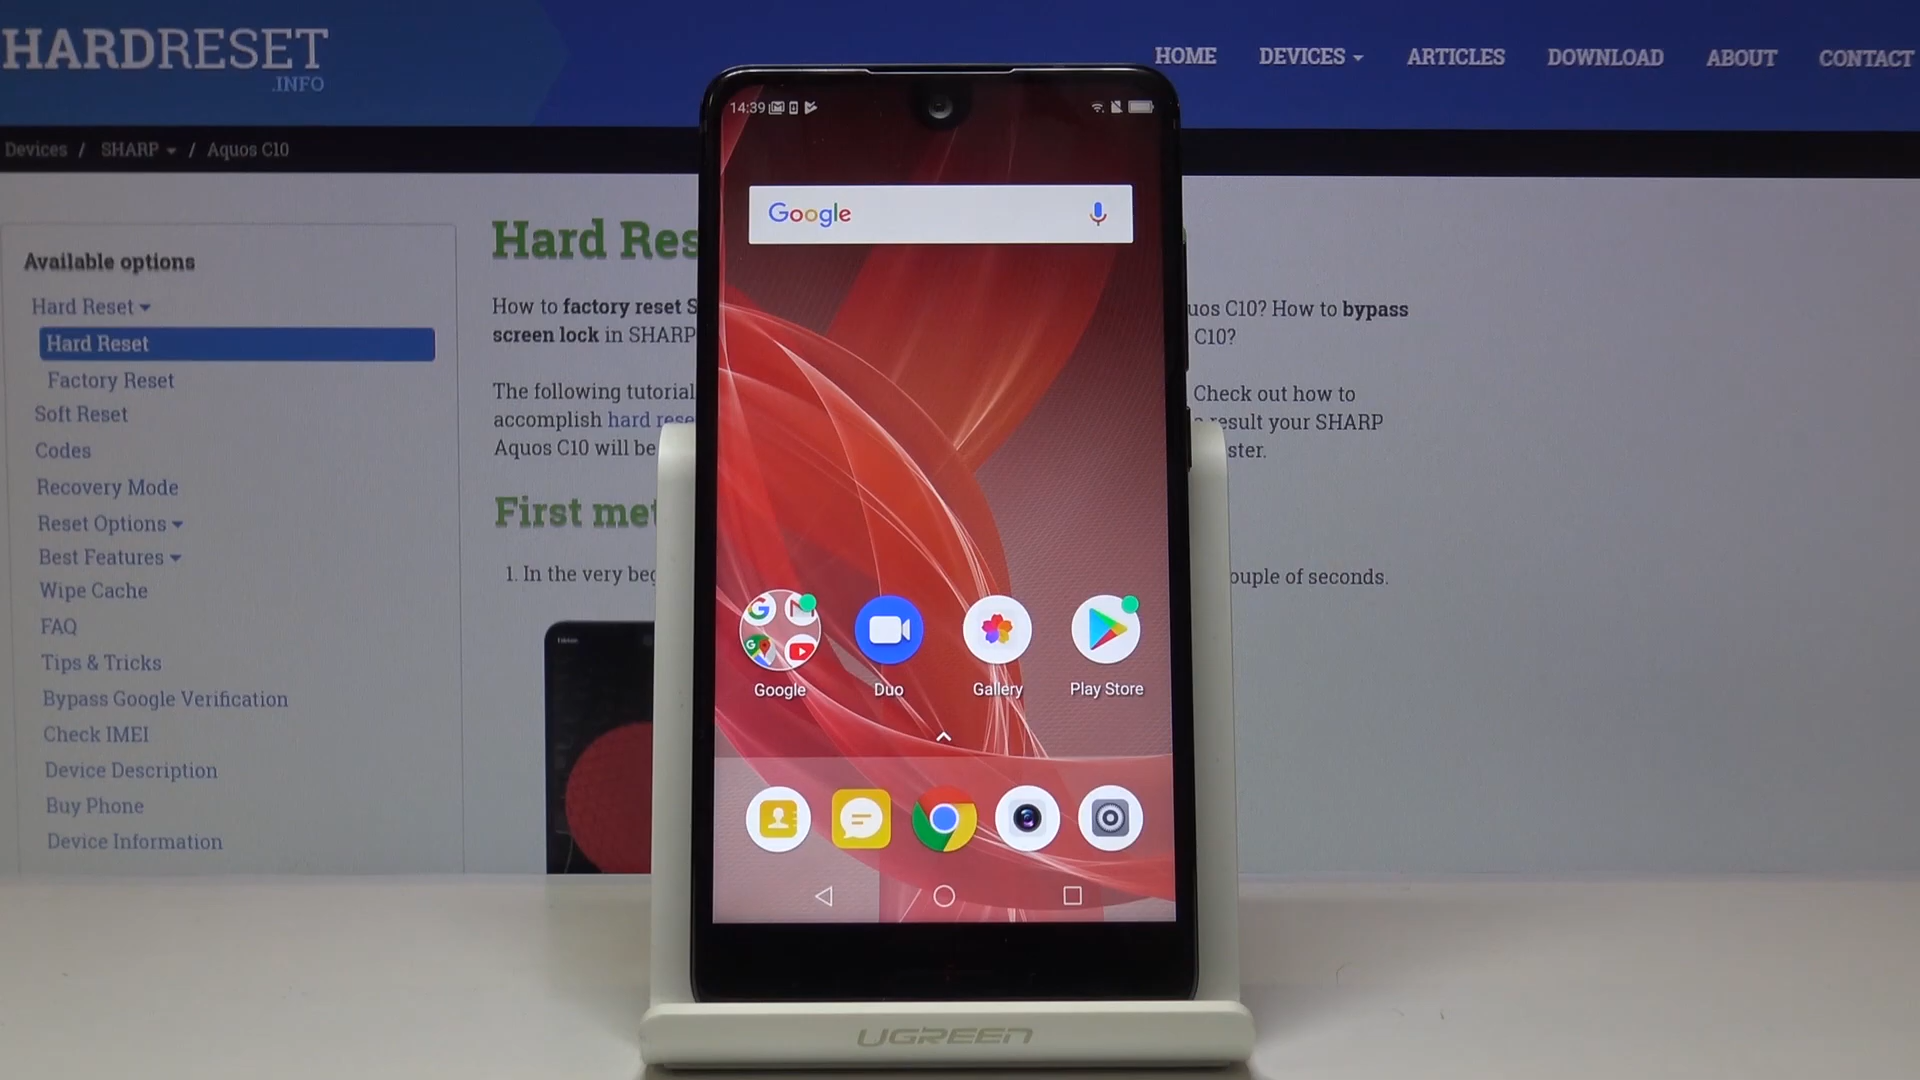 HARDRESET
.INFO
HOME DEVICES ARTICLES DOWNLOAD ABOUT CONTACT
Devices / SHARP / Aquos C10
Available options
Hard Reset
Hard Reset
Factory Reset
Soft Reset
Codes
Recovery Mode
Reset Options
Best Features
Wipe Cache
FAQ
Tips & Tricks
Bypass Google Verification
Check IMEI
Device Description
Buy Phone
Device Information
Hard Res
How to factory reset S
uos C10? How to bypass
screen lock in SHARP
C10?
The following tutorial
Check out how to
accomplish hard rese
result your SHARP
Aquos C10 will be
ster.
First met
1. In the very beg
ouple of seconds.
14:39
Google
Google Duo Gallery Play Store
UGREEN